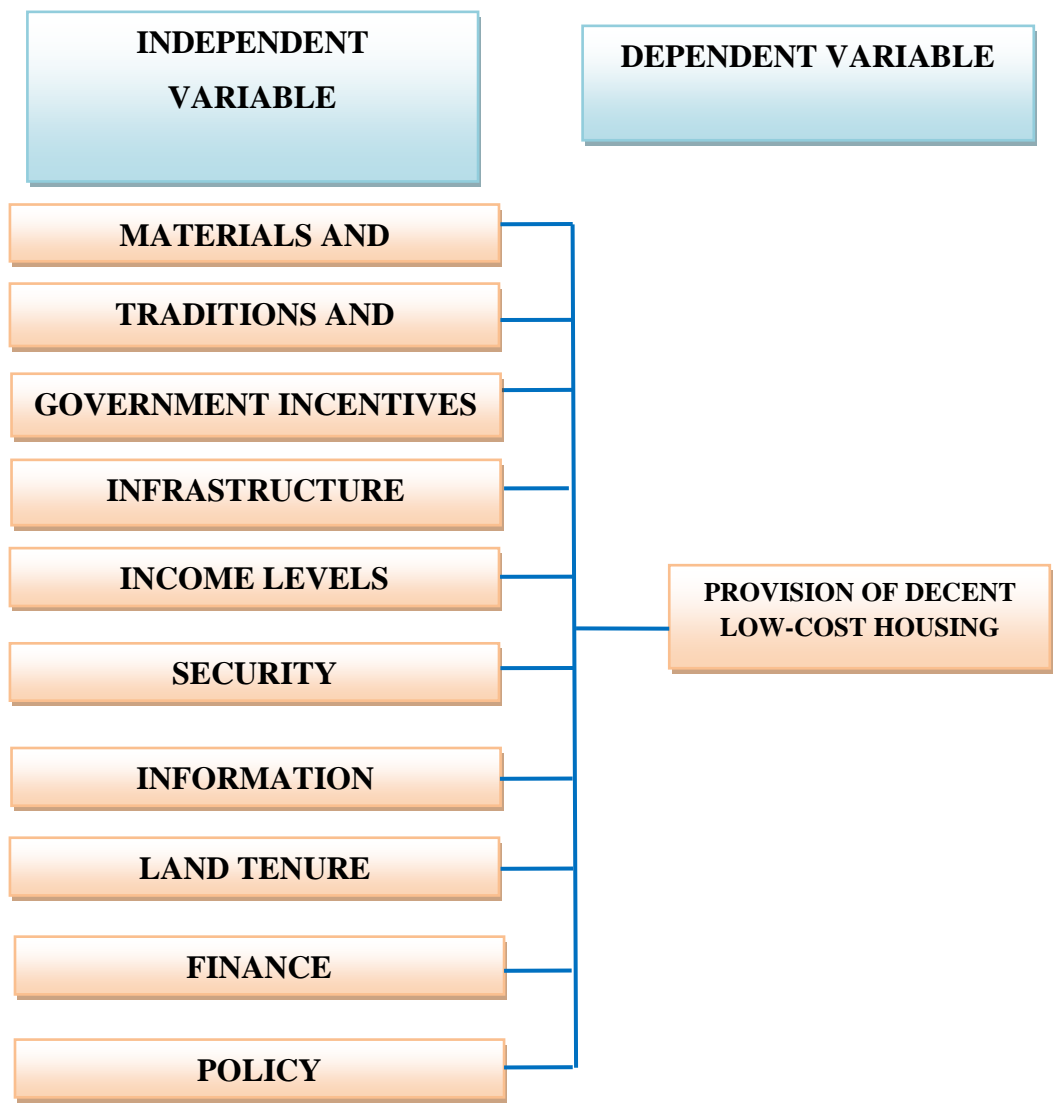 INDEPENDENT
VARIABLE
DEPENDENT VARIABLE
MATERIALS AND
TRADITIONS AND
GOVERNMENT INCENTIVES
INFRASTRUCTURE
INCOME LEVELS
PROVISION OF DECENT
LOW-COST HOUSING
SECURITY
INFORMATION
LAND TENURE
FINANCE
POLICY